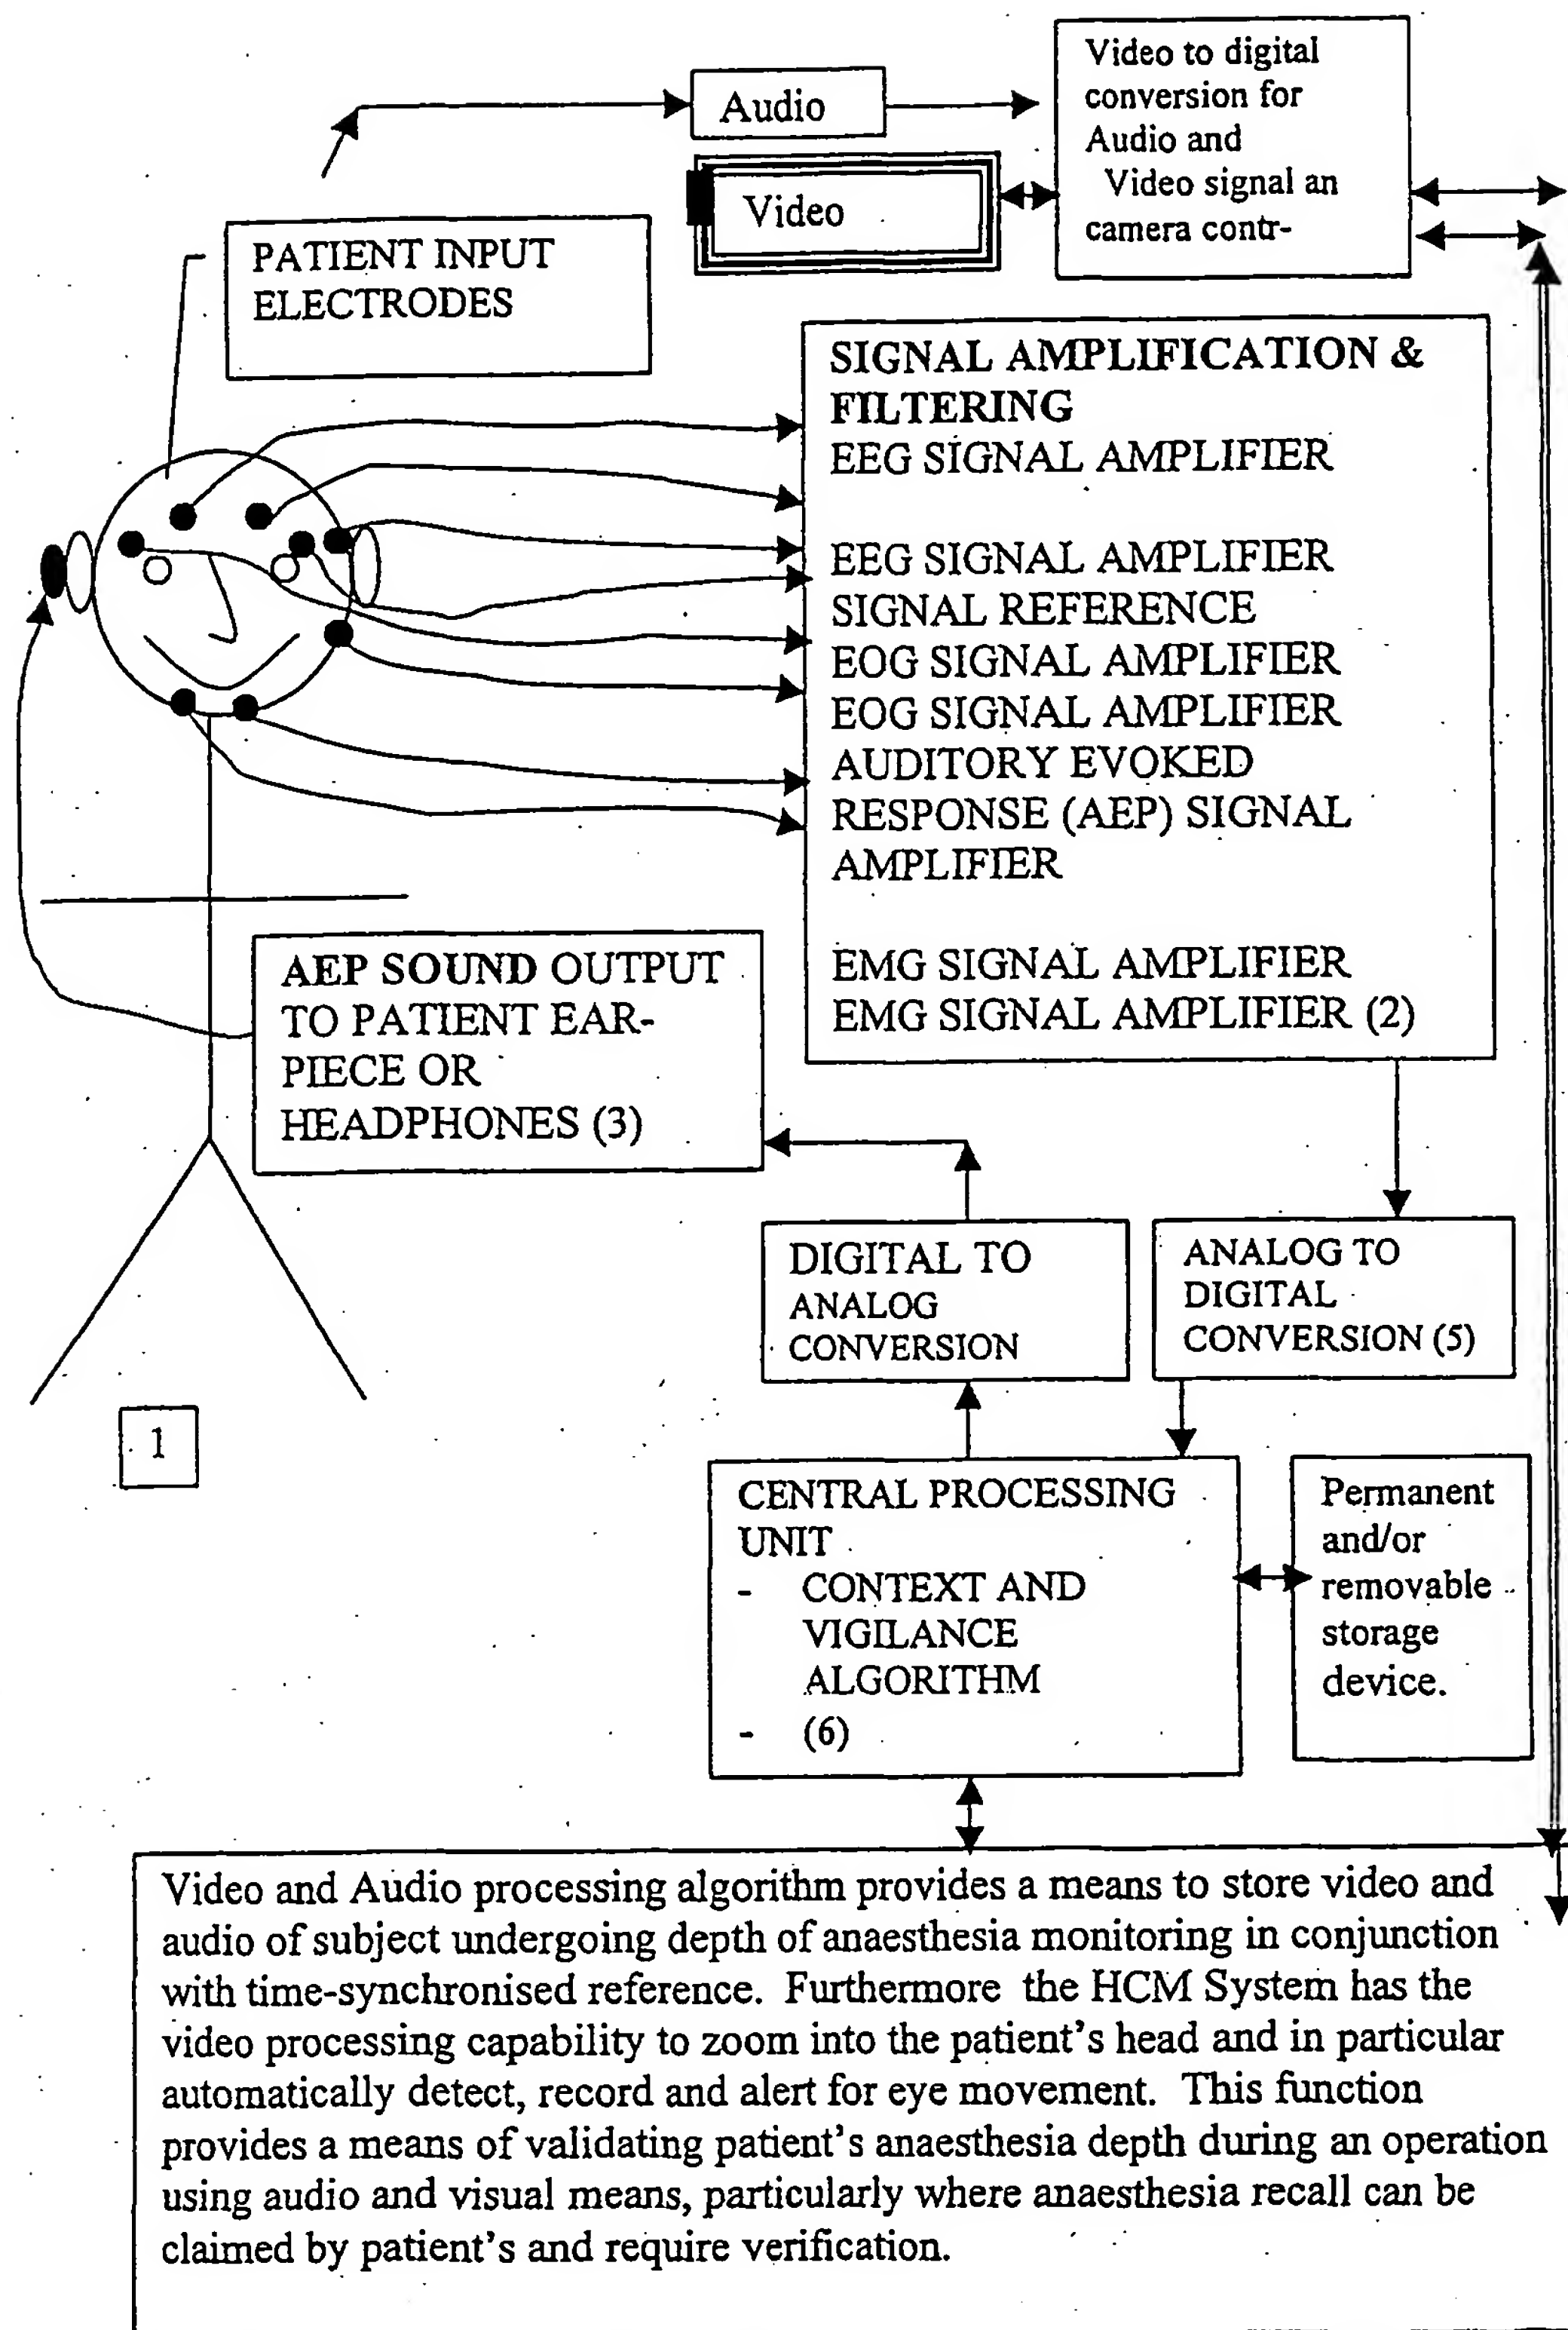 Audio
Video to digital
conversion for
Audio and
Video signal an
camera contr-
Video
PATIENT INPUT
ELECTRODES
SIGNAL AMPLIFICATION &
FILTERING
EEG SIGNAL AMPLIFIER
EEG SIGNAL AMPLIFIER
SIGNAL REFERENCE
EOG SIGNAL AMPLIFIER
EOG SIGNAL AMPLIFIER
AUDITORY EVOKED
RESPONSE (AEP) SIGNAL
AMPLIFIER
EMG SIGNAL AMPLIFIER
EMG SIGNAL AMPLIFIER (2)
AEP SOUND OUTPUT
TO PATIENT EAR-
PIECE OR
HEADPHONES (3)
DIGITAL TO
ANALOG
CONVERSION
ANALOG TO
DIGITAL
CONVERSION (5)
1
CENTRAL PROCESSING
UNIT
- CONTEXT AND
VIGILANCE
ALGORITHM
- (6)
Permanent
and/or
removable
storage
device.
Video and Audio processing algorithm provides a means to store video and
audio of subject undergoing depth of anaesthesia monitoring in conjunction
with time-synchronised reference. Furthermore the HCM System has the
video processing capability to zoom into the patient's head and in particular
automatically detect, record and alert for eye movement. This function
provides a means of validating patient's anaesthesia depth during an operation
using audio and visual means, particularly where anaesthesia recall can be
claimed by patient's and require verification.